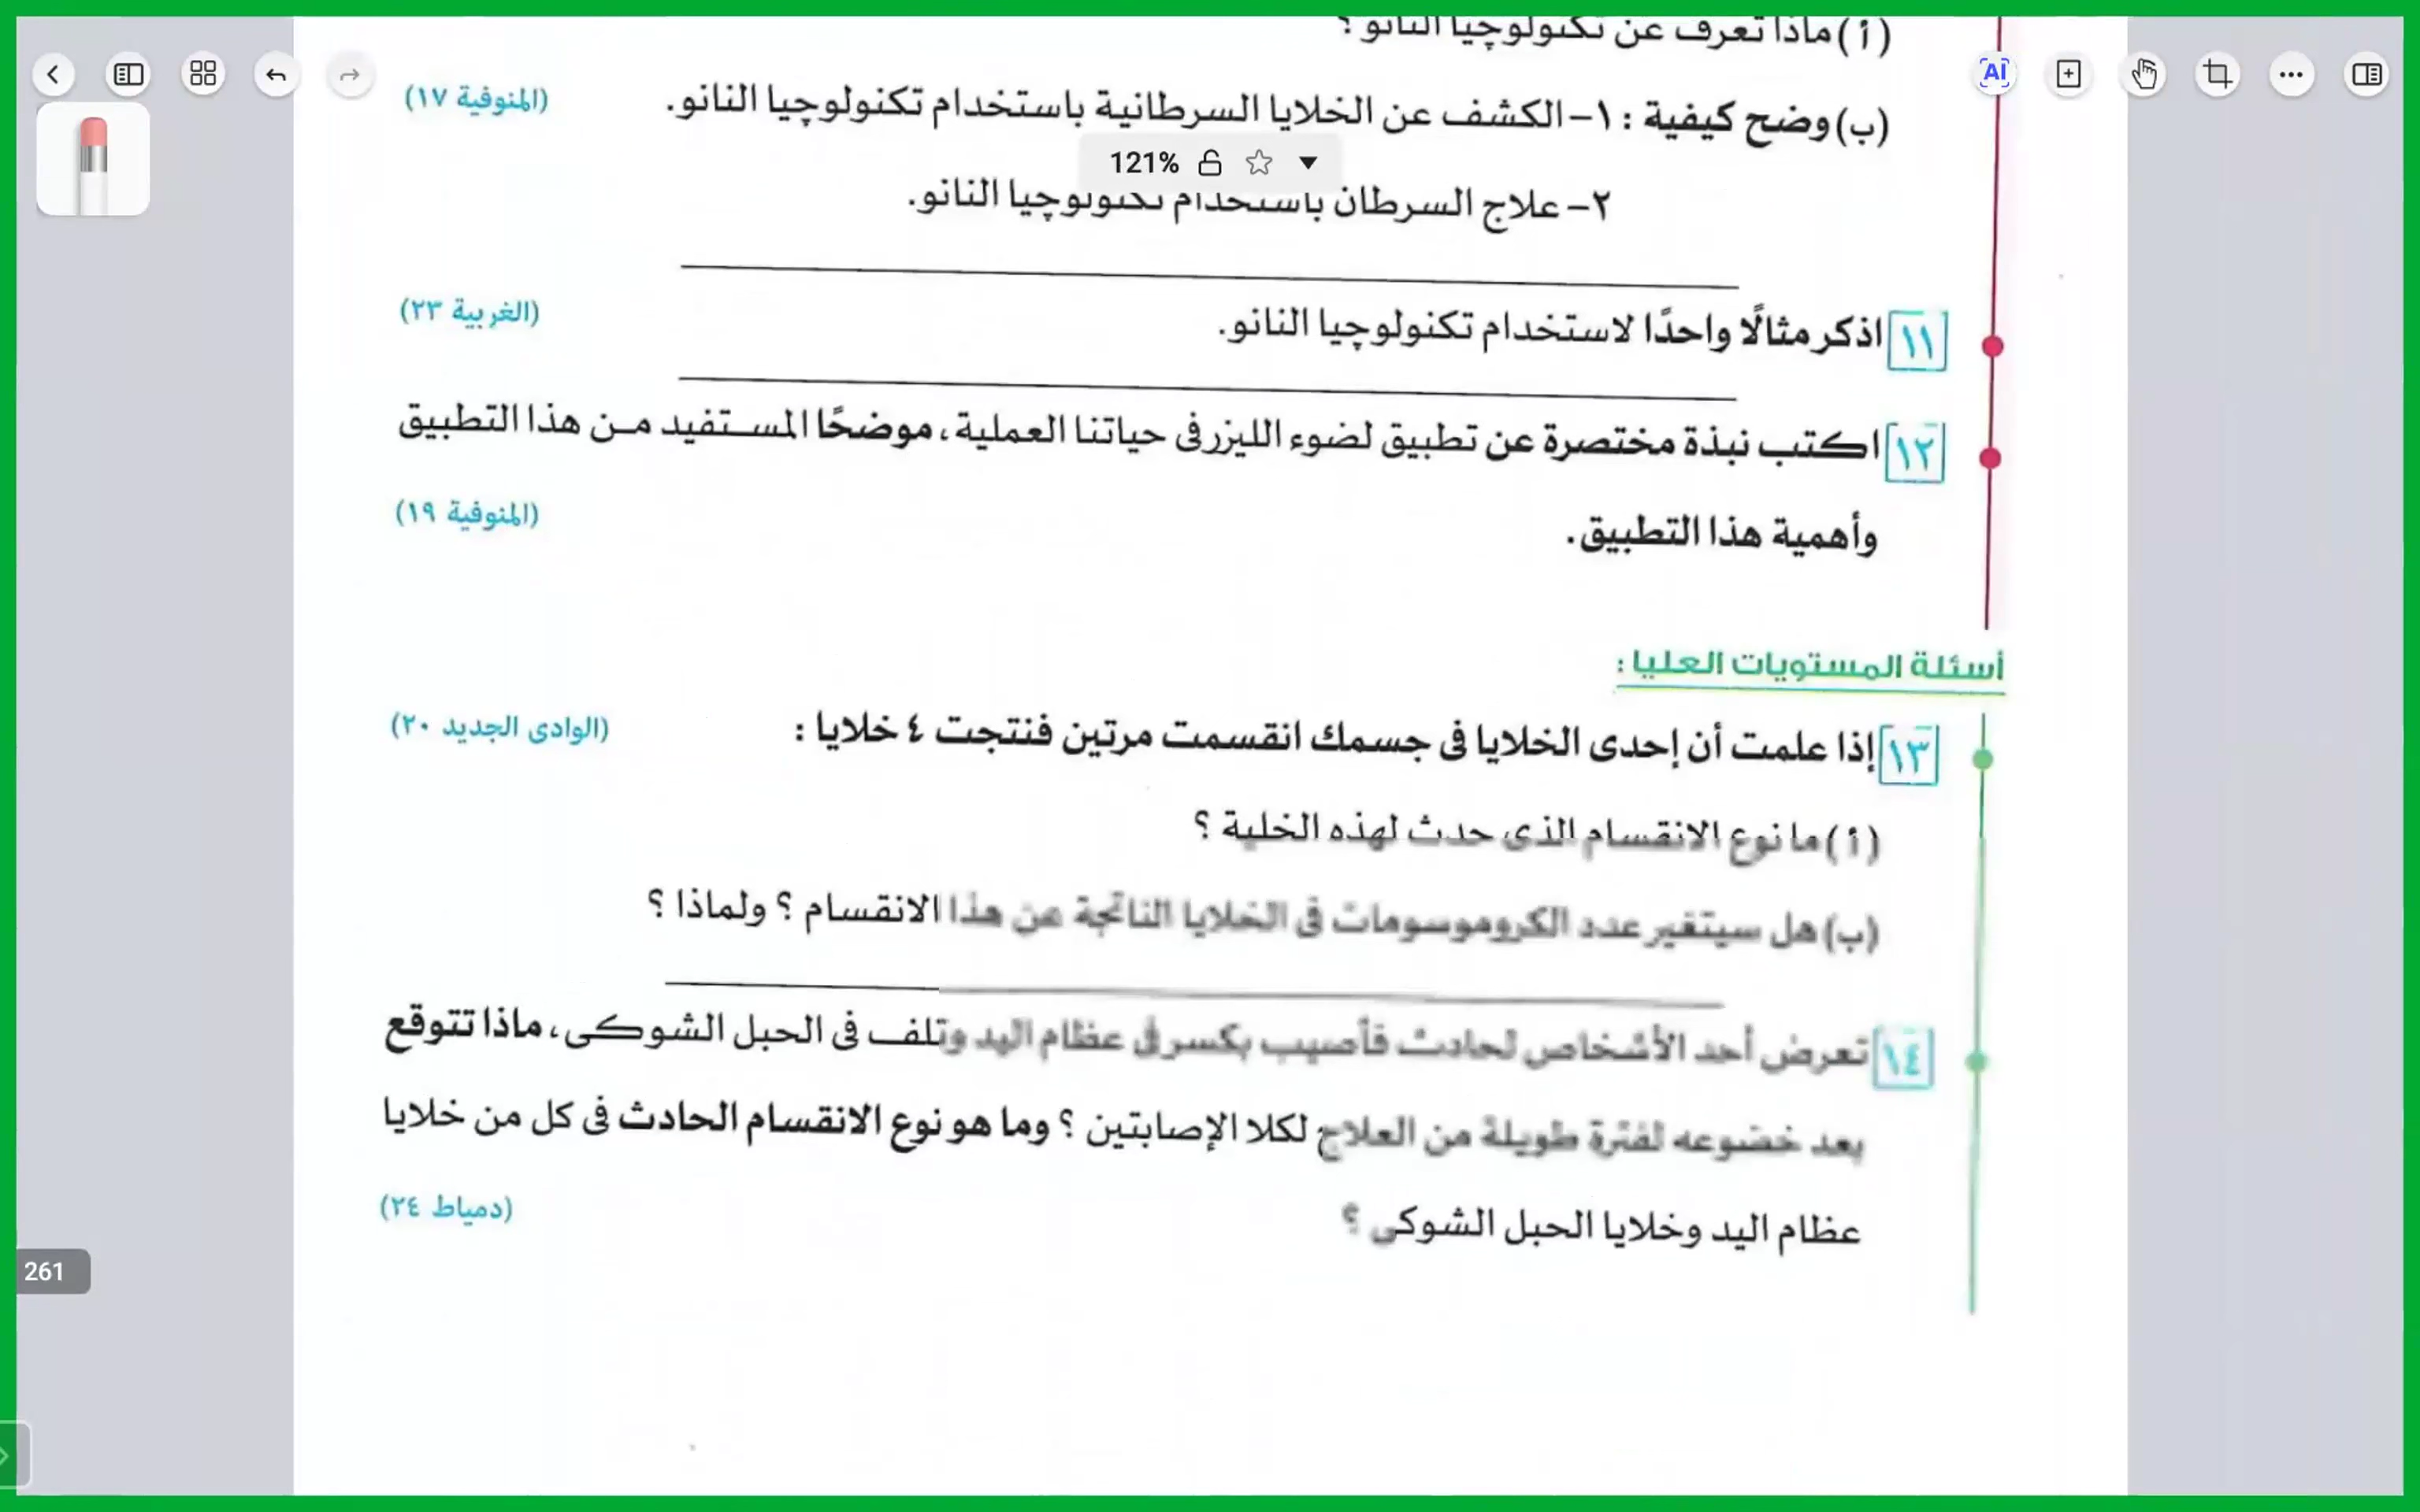 (أ) ماذا تعرف عن تكنولوچيا النانو ؟
(ب) وضح كيفية : ١- الكشف عن الخلايا السرطانية باستخدام تكنولوچيا النانو. (المنوفية ١٧)
121%
٢- علاج السرطان باستخدام تكنولوچيا النانو.
١١ اذكر مثالًا واحدًا لاستخدام تكنولوچيا النانو. (الغربية ٢٣)
١٢ اكتب نبذة مختصرة عن تطبيق لضوء الليزر فى حياتنا العملية، موضحًا المستفيد من هذا التطبيق
وأهمية هذا التطبيق. (المنوفية ١٩)
أسئلة المستويات العليا :
١٣ إذا علمت أن إحدى الخلايا فى جسمك انقسمت مرتين فنتجت ٤ خلايا : (الوادى الجديد ٢٠)
(أ) ما نوع الانقسام الذى حدث لهذه الخلية ؟
(ب) هل سيتغير عدد الكروموسومات فى الخلايا الناتجة عن هذا الانقسام ؟ ولماذا ؟
١٤ تعرض أحد الأشخاص لحادث فأصيب بكسر فى عظام اليد وتلف فى الحبل الشوكى، ماذا تتوقع
بعد خضوعه لفترة طويلة من العلاج لكلا الإصابتين ؟ وما هو نوع الانقسام الحادث فى كل من خلايا
عظام اليد وخلايا الحبل الشوكى ؟ (دمياط ٢٤)
261
AI